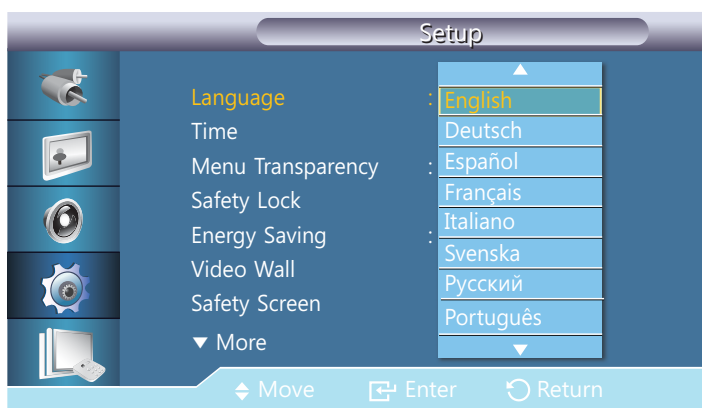 Setup
Language : English
Time Deutsch
Menu Transparency : Español
Safety Lock Français
Energy Saving : Italiano
Video Wall Svenska
Safety Screen Русский
▼ More Português
Move Enter Return